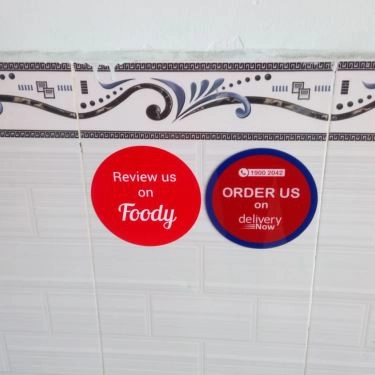 Review us
on
Foody
1900 2042
ORDER US
on
delivery
Now